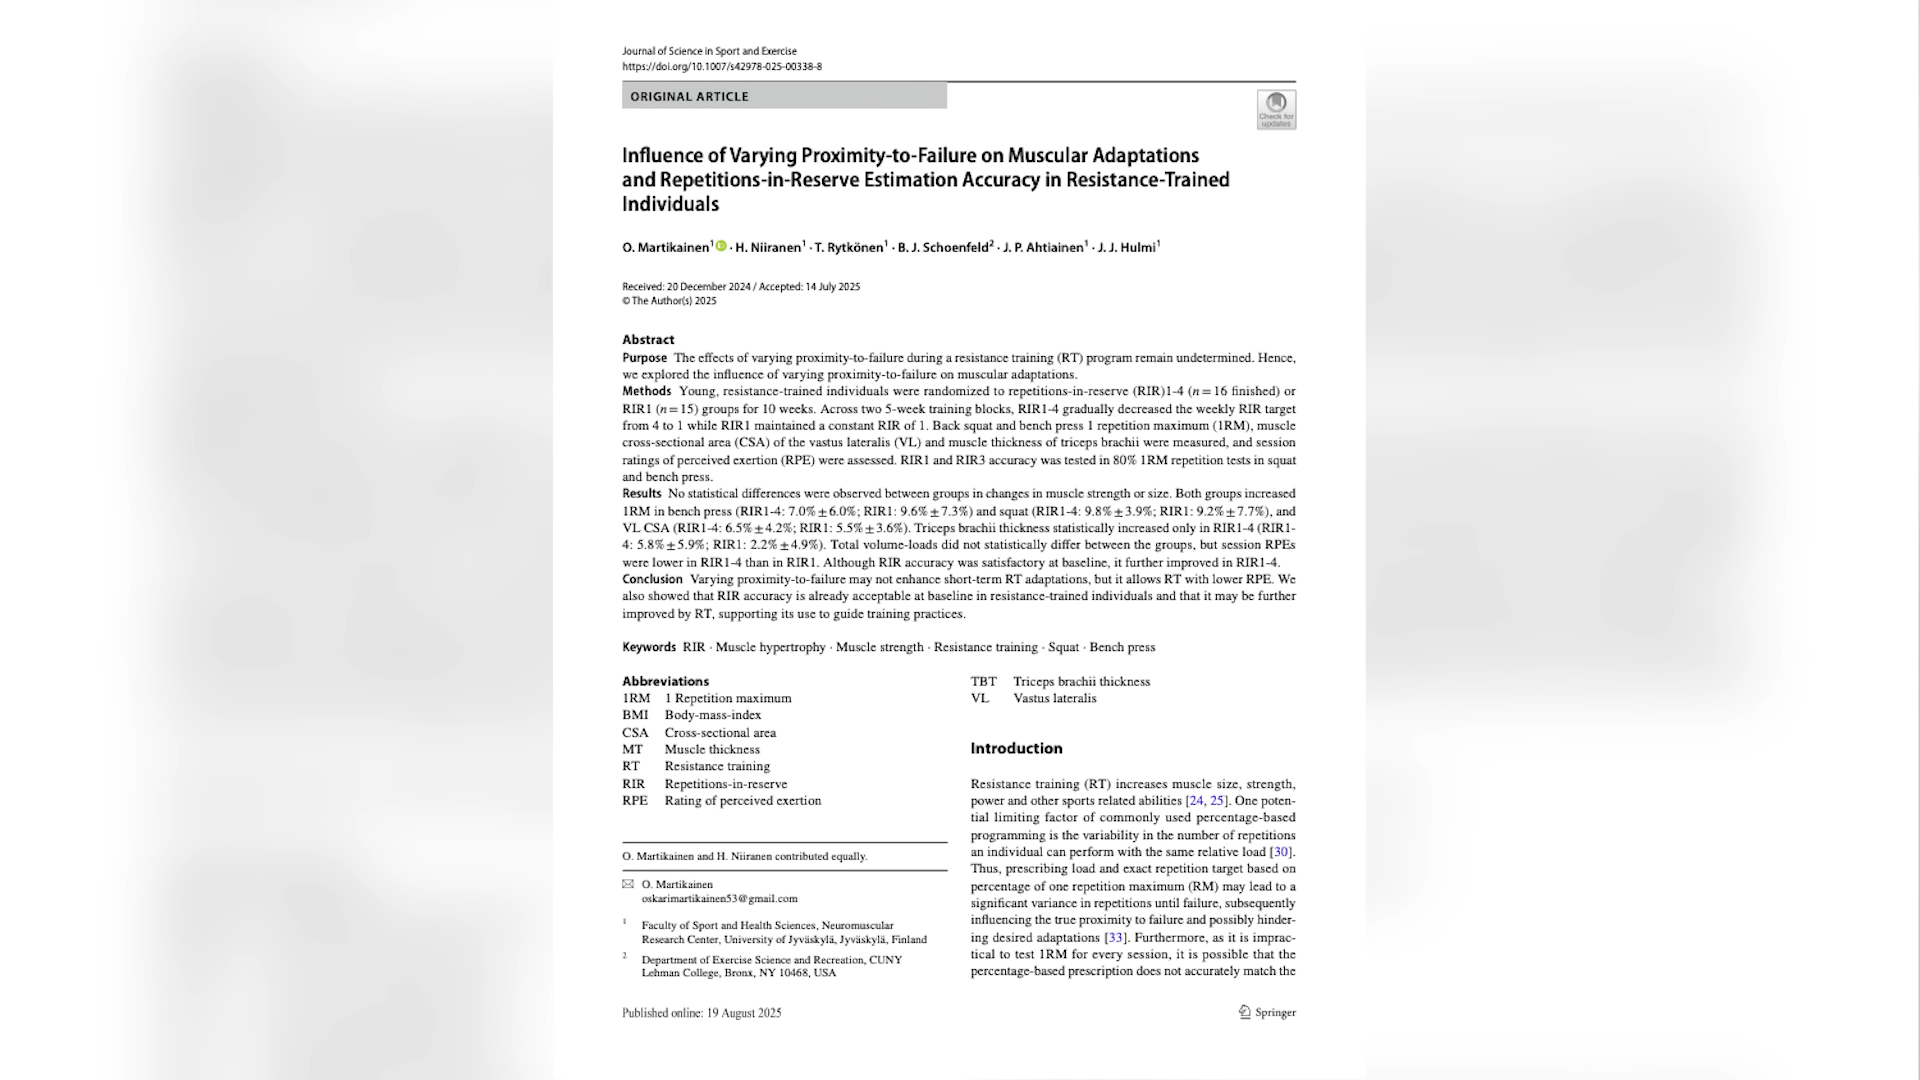 Journal of Science in Sport and Exercise
https://doi.org/10.1007/s42978-025-00338-8
ORIGINAL ARTICLE
Check for
updates
Influence of Varying Proximity-to-Failure on Muscular Adaptations
and Repetitions-in-Reserve Estimation Accuracy in Resistance-Trained
Individuals
O. Martikainen1 · H. Niiranen1 · T. Rytkönen1 · B. J. Schoenfeld2 · J. P. Ahtiainen1 · J. J. Hulmi1
Received: 20 December 2024 / Accepted: 14 July 2025
© The Author(s) 2025
Abstract
Purpose The effects of varying proximity-to-failure during a resistance training (RT) program remain undetermined. Hence,
we explored the influence of varying proximity-to-failure on muscular adaptations.
Methods Young, resistance-trained individuals were randomized to repetitions-in-reserve (RIR)1-4 (n = 16 finished) or
RIR1 (n = 15) groups for 10 weeks. Across two 5-week training blocks, RIR1-4 gradually decreased the weekly RIR target
from 4 to 1 while RIR1 maintained a constant RIR of 1. Back squat and bench press 1 repetition maximum (1RM), muscle
cross-sectional area (CSA) of the vastus lateralis (VL) and muscle thickness of triceps brachii were measured, and session
ratings of perceived exertion (RPE) were assessed. RIR1 and RIR3 accuracy was tested in 80% 1RM repetition tests in squat
and bench press.
Results No statistical differences were observed between groups in changes in muscle strength or size. Both groups increased
1RM in bench press (RIR1-4: 7.0% ± 6.0%; RIR1: 9.6% ± 7.3%) and squat (RIR1-4: 9.8% ± 3.9%; RIR1: 9.2% ± 7.7%), and
VL CSA (RIR1-4: 6.5% ± 4.2%; RIR1: 5.5% ± 3.6%). Triceps brachii thickness statistically increased only in RIR1-4 (RIR1-
4: 5.8% ± 5.9%; RIR1: 2.2% ± 4.9%). Total volume-loads did not statistically differ between the groups, but session RPEs
were lower in RIR1-4 than in RIR1. Although RIR accuracy was satisfactory at baseline, it further improved in RIR1-4.
Conclusion Varying proximity-to-failure may not enhance short-term RT adaptations, but it allows RT with lower RPE. We
also showed that RIR accuracy is already acceptable at baseline in resistance-trained individuals and that it may be further
improved by RT, supporting its use to guide training practices.
Keywords RIR · Muscle hypertrophy · Muscle strength · Resistance training · Squat · Bench press
Abbreviations
1RM 1 Repetition maximum
BMI Body-mass-index
CSA Cross-sectional area
MT Muscle thickness
RT Resistance training
RIR Repetitions-in-reserve
RPE Rating of perceived exertion
TBT Triceps brachii thickness
VL Vastus lateralis
O. Martikainen and H. Niiranen contributed equally.
O. Martikainen
oskarimartikainen53@gmail.com
1 Faculty of Sport and Health Sciences, Neuromuscular
Research Center, University of Jyväskylä, Jyväskylä, Finland
2 Department of Exercise Science and Recreation, CUNY
Lehman College, Bronx, NY 10468, USA
Introduction
Resistance training (RT) increases muscle size, strength,
power and other sports related abilities [24, 25]. One poten-
tial limiting factor of commonly used percentage-based
programming is the variability in the number of repetitions
an individual can perform with the same relative load [30].
Thus, prescribing load and exact repetition target based on
percentage of one repetition maximum (RM) may lead to a
significant variance in repetitions until failure, subsequently
influencing the true proximity to failure and possibly hinder-
ing desired adaptations [33]. Furthermore, as it is imprac-
tical to test 1RM for every session, it is possible that the
percentage-based prescription does not accurately match the
Published online: 19 August 2025
Springer